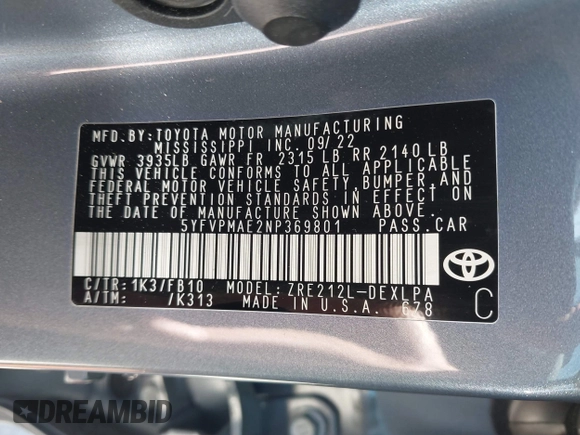 MFD. BY: TOYOTA MOTOR MANUFACTURING
MISSISSIPPI INC. 09/22
GVWR 3935LB GAWR FR 2315 LB RR 2140 LB
THIS VEHICLE CONFORMS TO ALL APPLICABLE
FEDERAL MOTOR VEHICLE SAFETY, BUMPER, AND
THEFT PREVENTION STANDARDS IN EFFECT ON
THE DATE OF MANUFACTURE SHOWN ABOVE.
5YFVPMAE2NP369801 PASS. CAR
C/TR: 1K3/FB10 MODEL: ZRE212L-DEXLPA
A/TM: /K313 MADE IN U.S.A. 678
C
DREAMBID